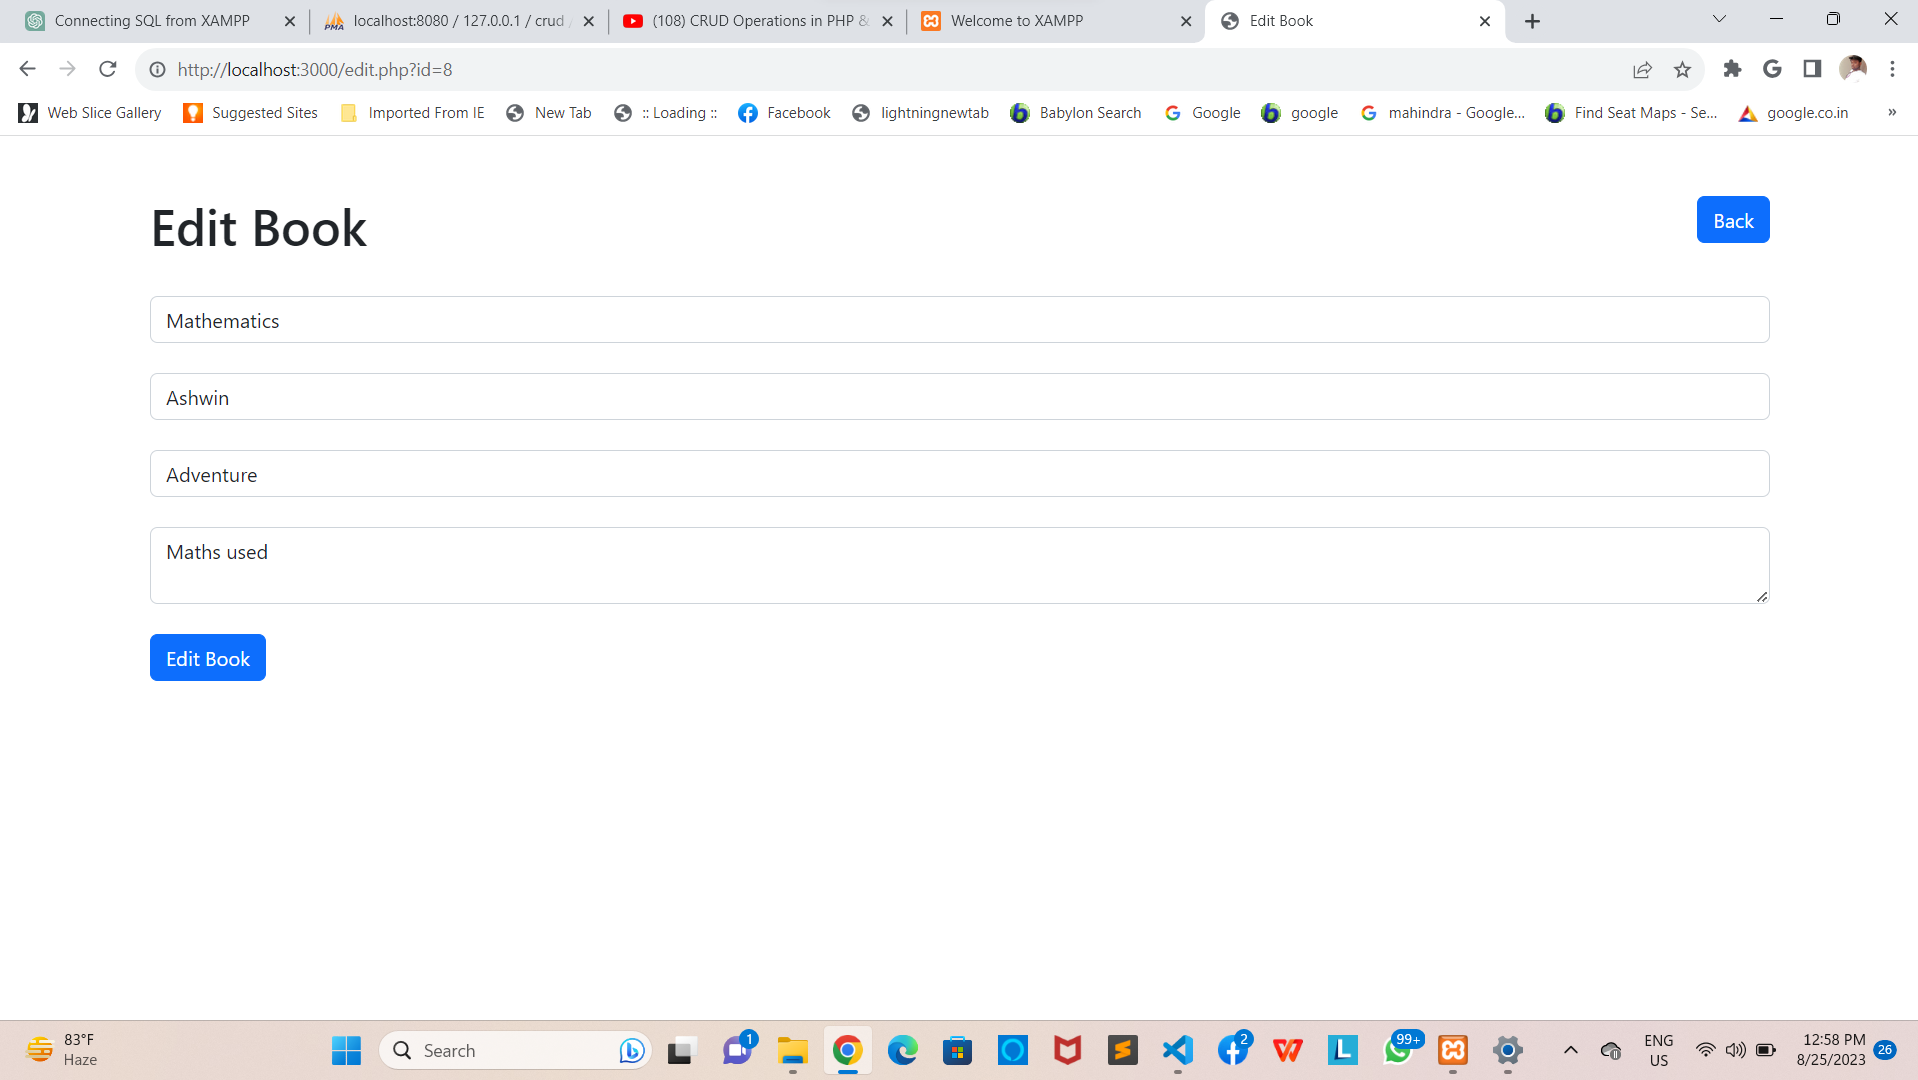 Connecting SQL from XAMPP
localhost:8080 / 127.0.0.1 / crud /
(108) CRUD Operations in PHP &
Welcome to XAMPP
Edit Book
http://localhost:3000/edit.php?id=8
Web Slice Gallery
Suggested Sites
Imported From IE
New Tab
:: Loading ::
Facebook
lightningnewtab
Babylon Search
Google
google
mahindra - Google...
Find Seat Maps - Se...
google.co.in
»
Edit Book
Back
Mathematics
Ashwin
Adventure
Maths used
Edit Book
83°F
Haze
Search
1
2
99+
ENG
US
12:58 PM
8/25/2023
26